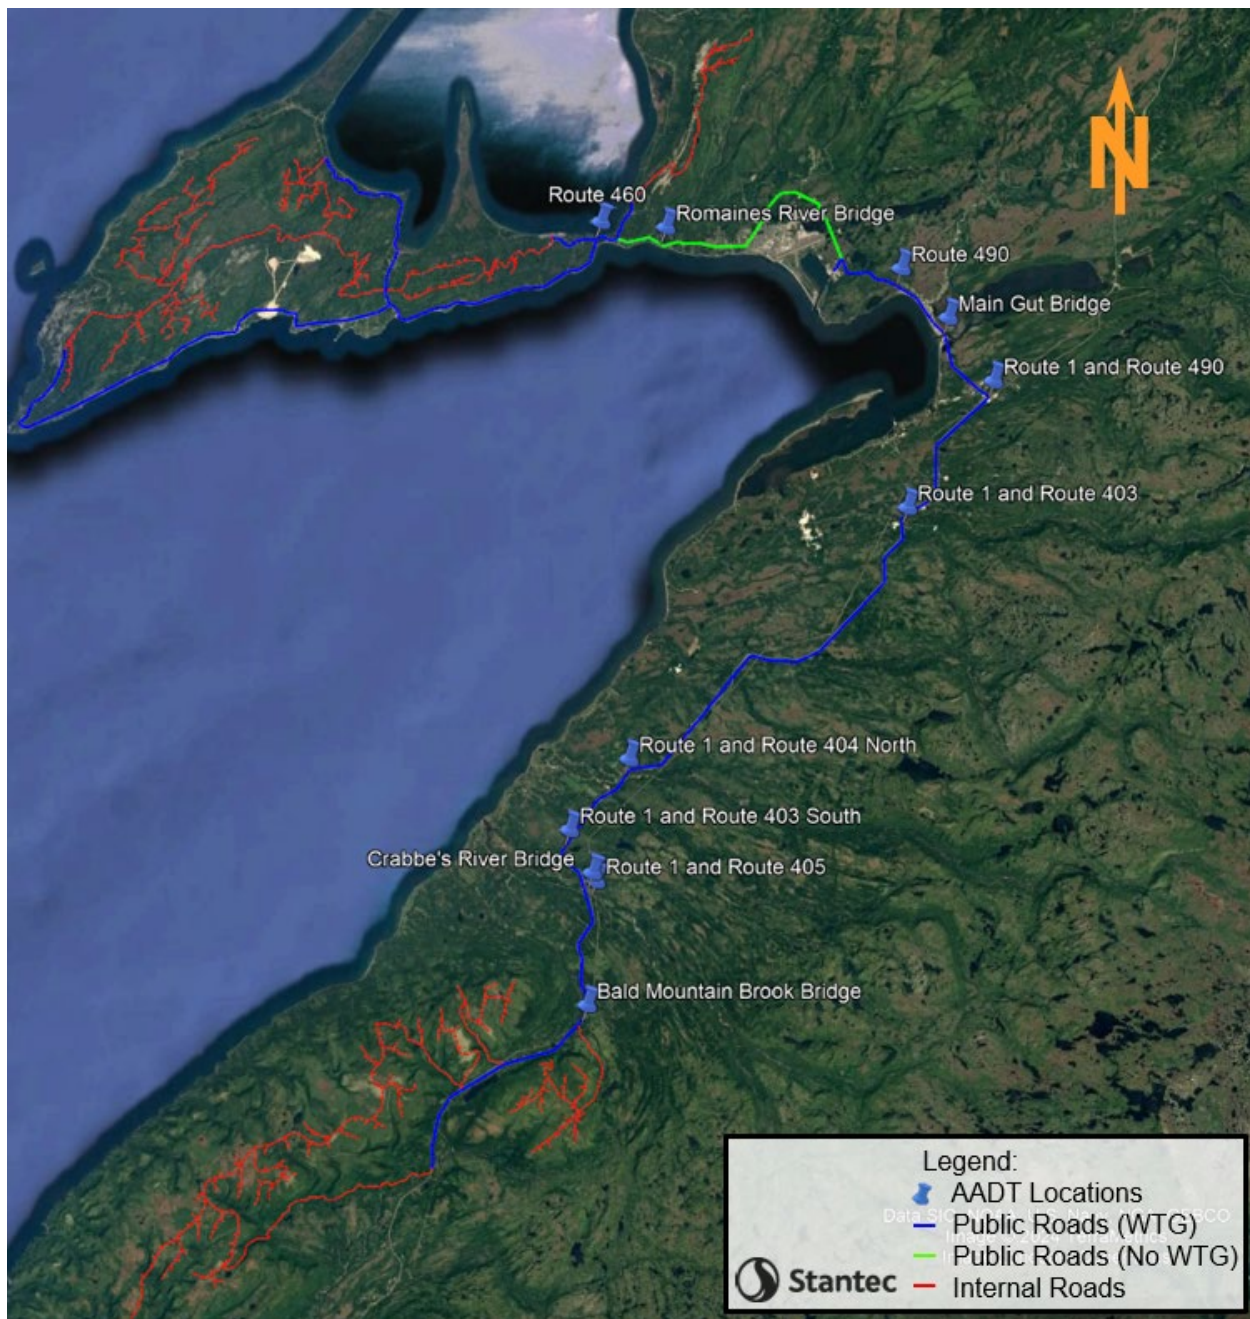 N
Route 460
Romaines River Bridge
Route 490
Main Gut Bridge
Route 1 and Route 490
Route 1 and Route 403
Route 1 and Route 404 North
Route 1 and Route 403 South
Crabbe's River Bridge
Route 1 and Route 405
Bald Mountain Brook Bridge
Legend:
AADT Locations
Public Roads (WTG)
Public Roads (No WTG)
Internal Roads
Stantec